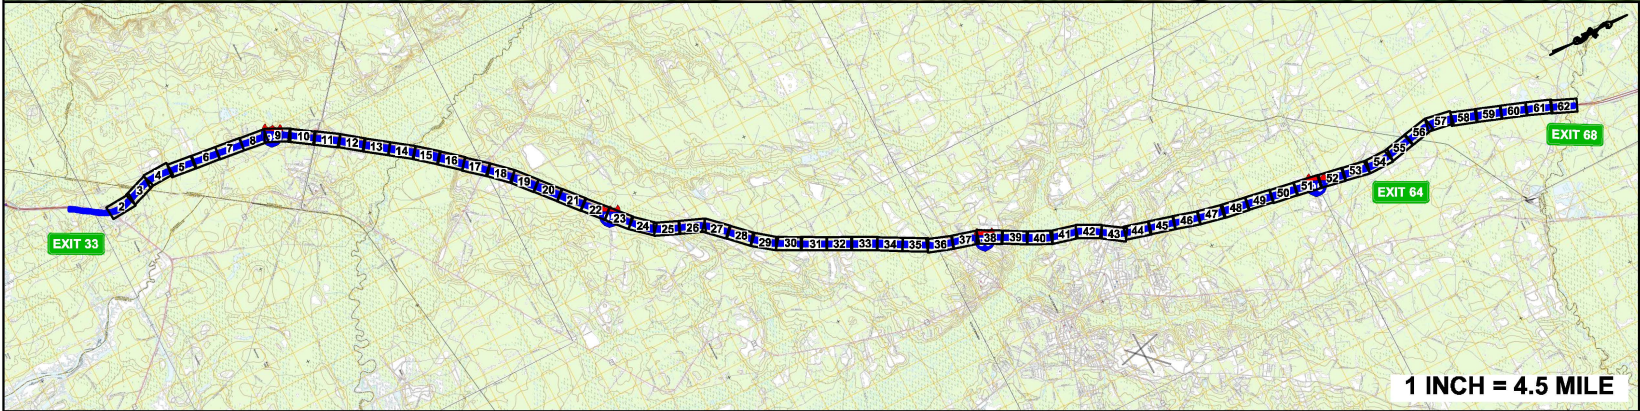 EXIT 33
2 3 4 5 6 7 8 9 10 11 12 13 14 15 16 17 18 19 20 21 22 23 24 25 26 27 28 29 30 31 32 33 34 35 36 37 38 39 40 41 42 43 44 45 46 47 48 49 50 51 52 53 54 55 56 57 58 59 60 61 62
EXIT 68
EXIT 64
1 INCH = 4.5 MILE